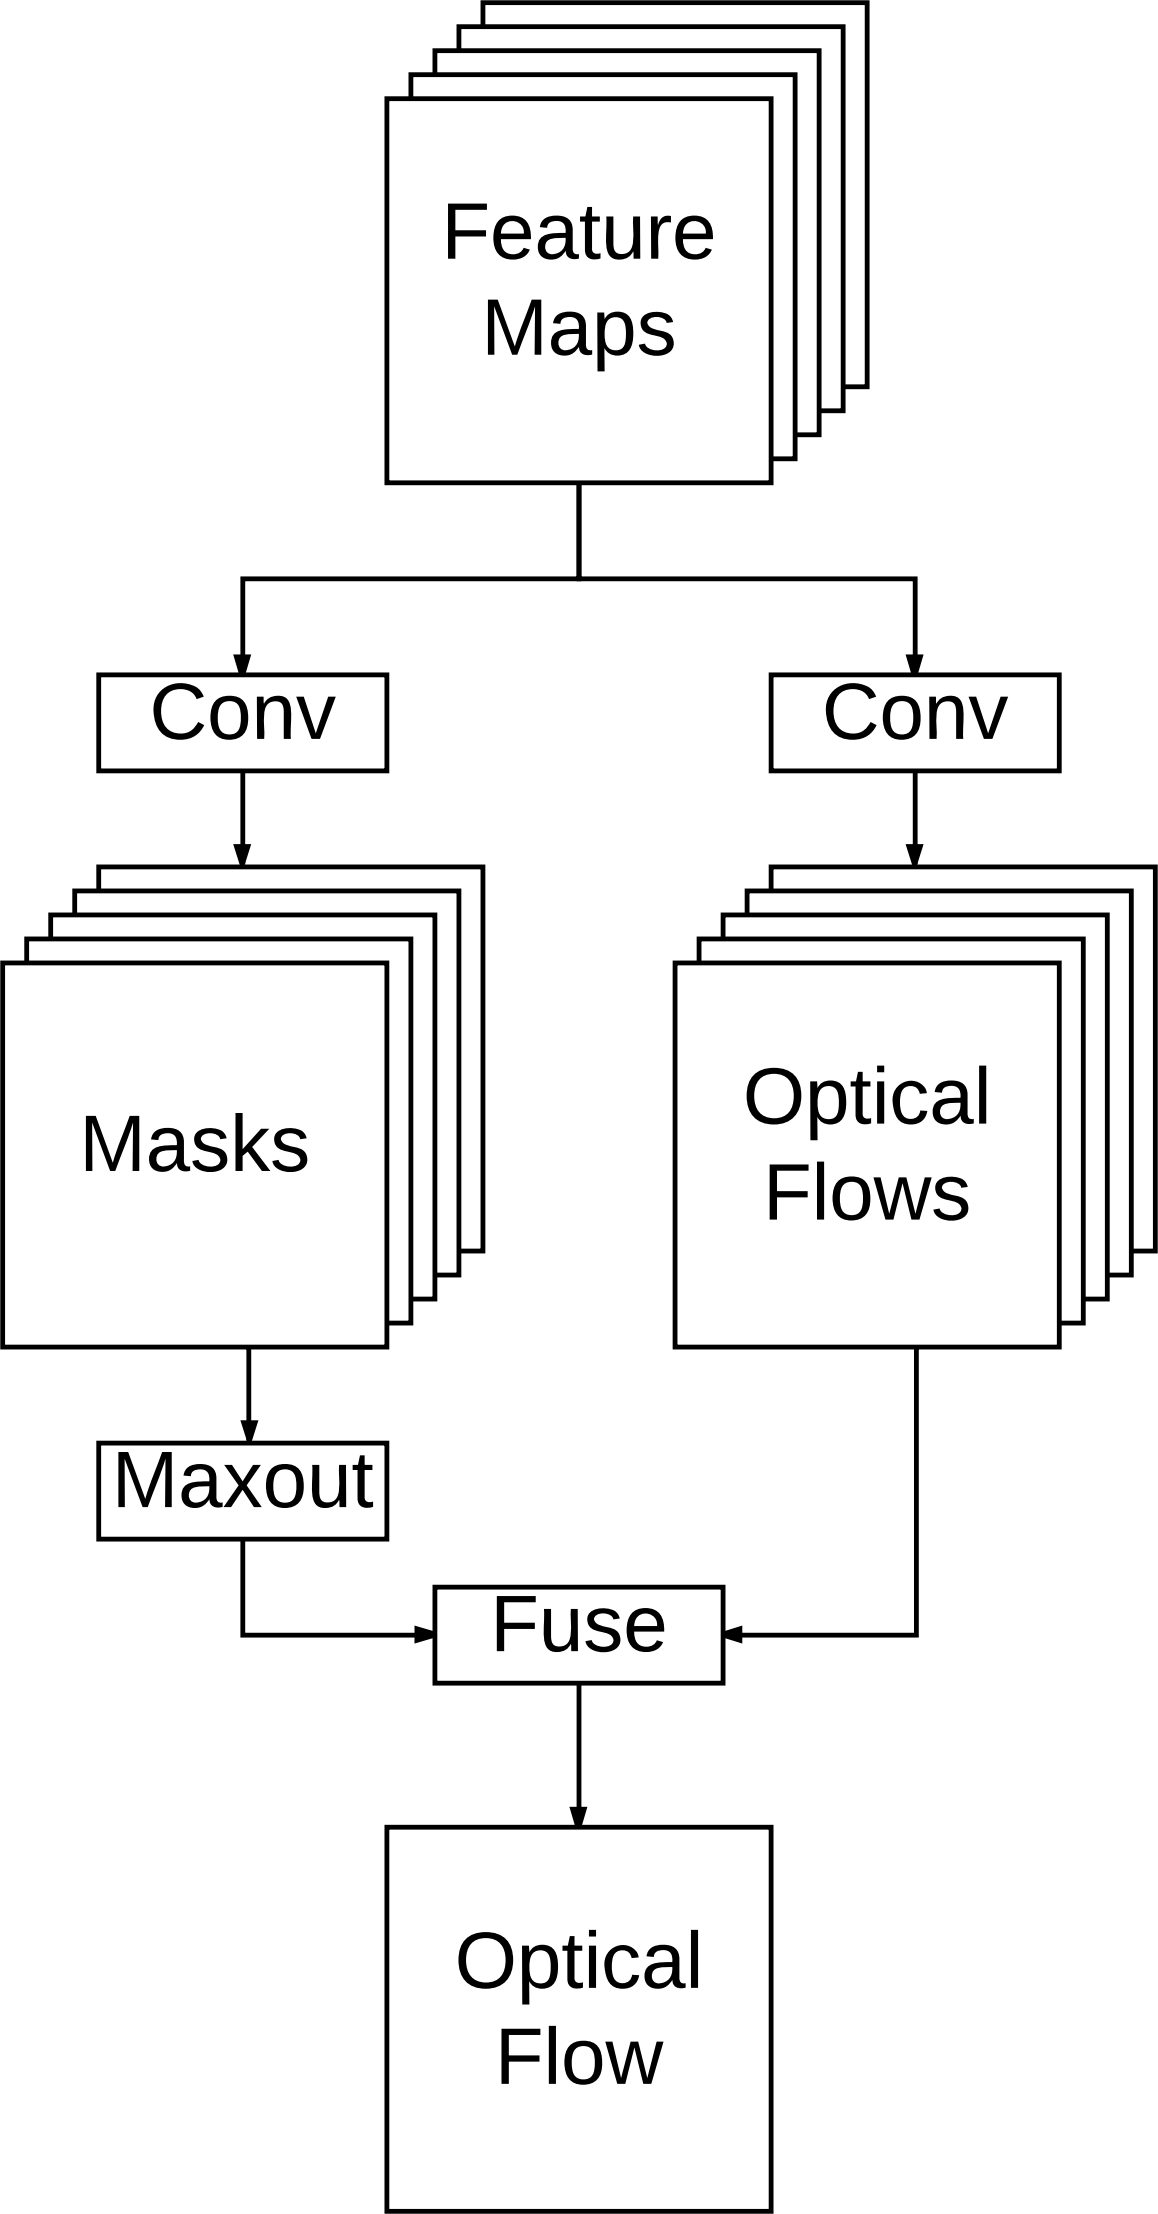 Feature
Maps
Conv
Conv
Masks
Optical
Flows
Maxout
Fuse
Optical
Flow